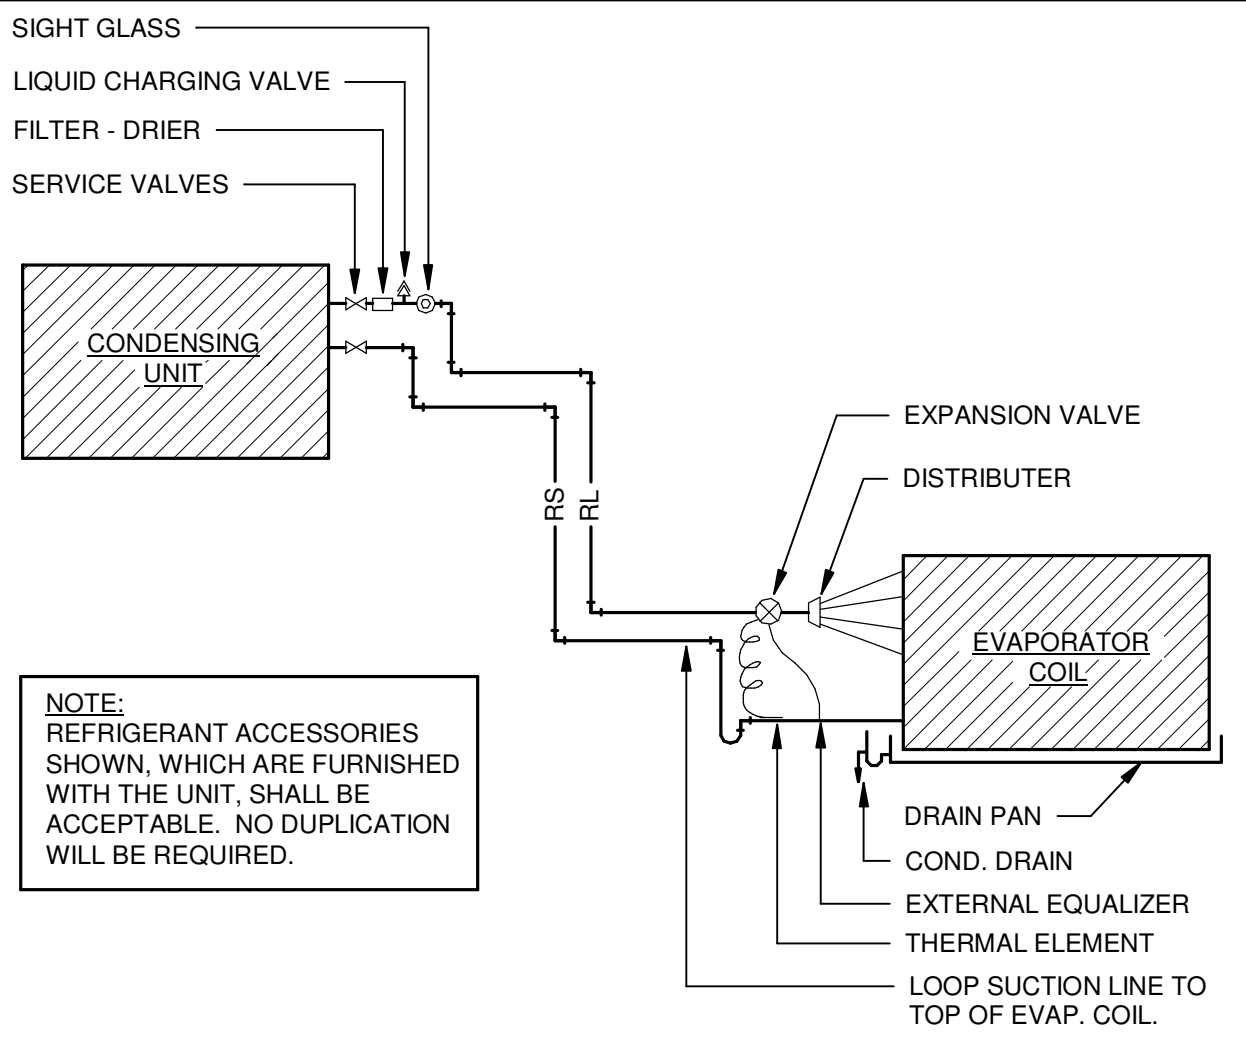 SIGHT GLASS
LIQUID CHARGING VALVE
FILTER - DRIER
SERVICE VALVES
CONDENSING
UNIT
RS
RL
EXPANSION VALVE
DISTRIBUTER
EVAPORATOR
COIL
NOTE:
REFRIGERANT ACCESSORIES
SHOWN, WHICH ARE FURNISHED
WITH THE UNIT, SHALL BE
ACCEPTABLE. NO DUPLICATION
WILL BE REQUIRED.
DRAIN PAN
COND. DRAIN
EXTERNAL EQUALIZER
THERMAL ELEMENT
LOOP SUCTION LINE TO
TOP OF EVAP. COIL.